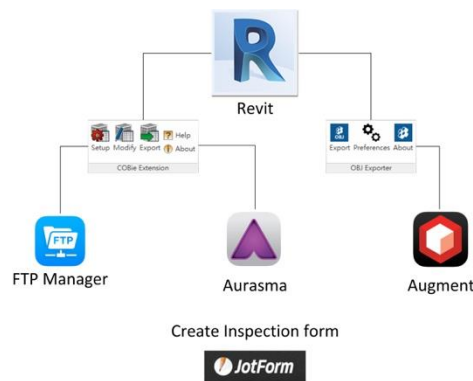 R
Revit
Setup Modify Export Help
About
COBie Extension
OBJ
Export Preferences About
OBJ Exporter
FTP
FTP Manager
Aurasma
Augment
Create Inspection form
JotForm